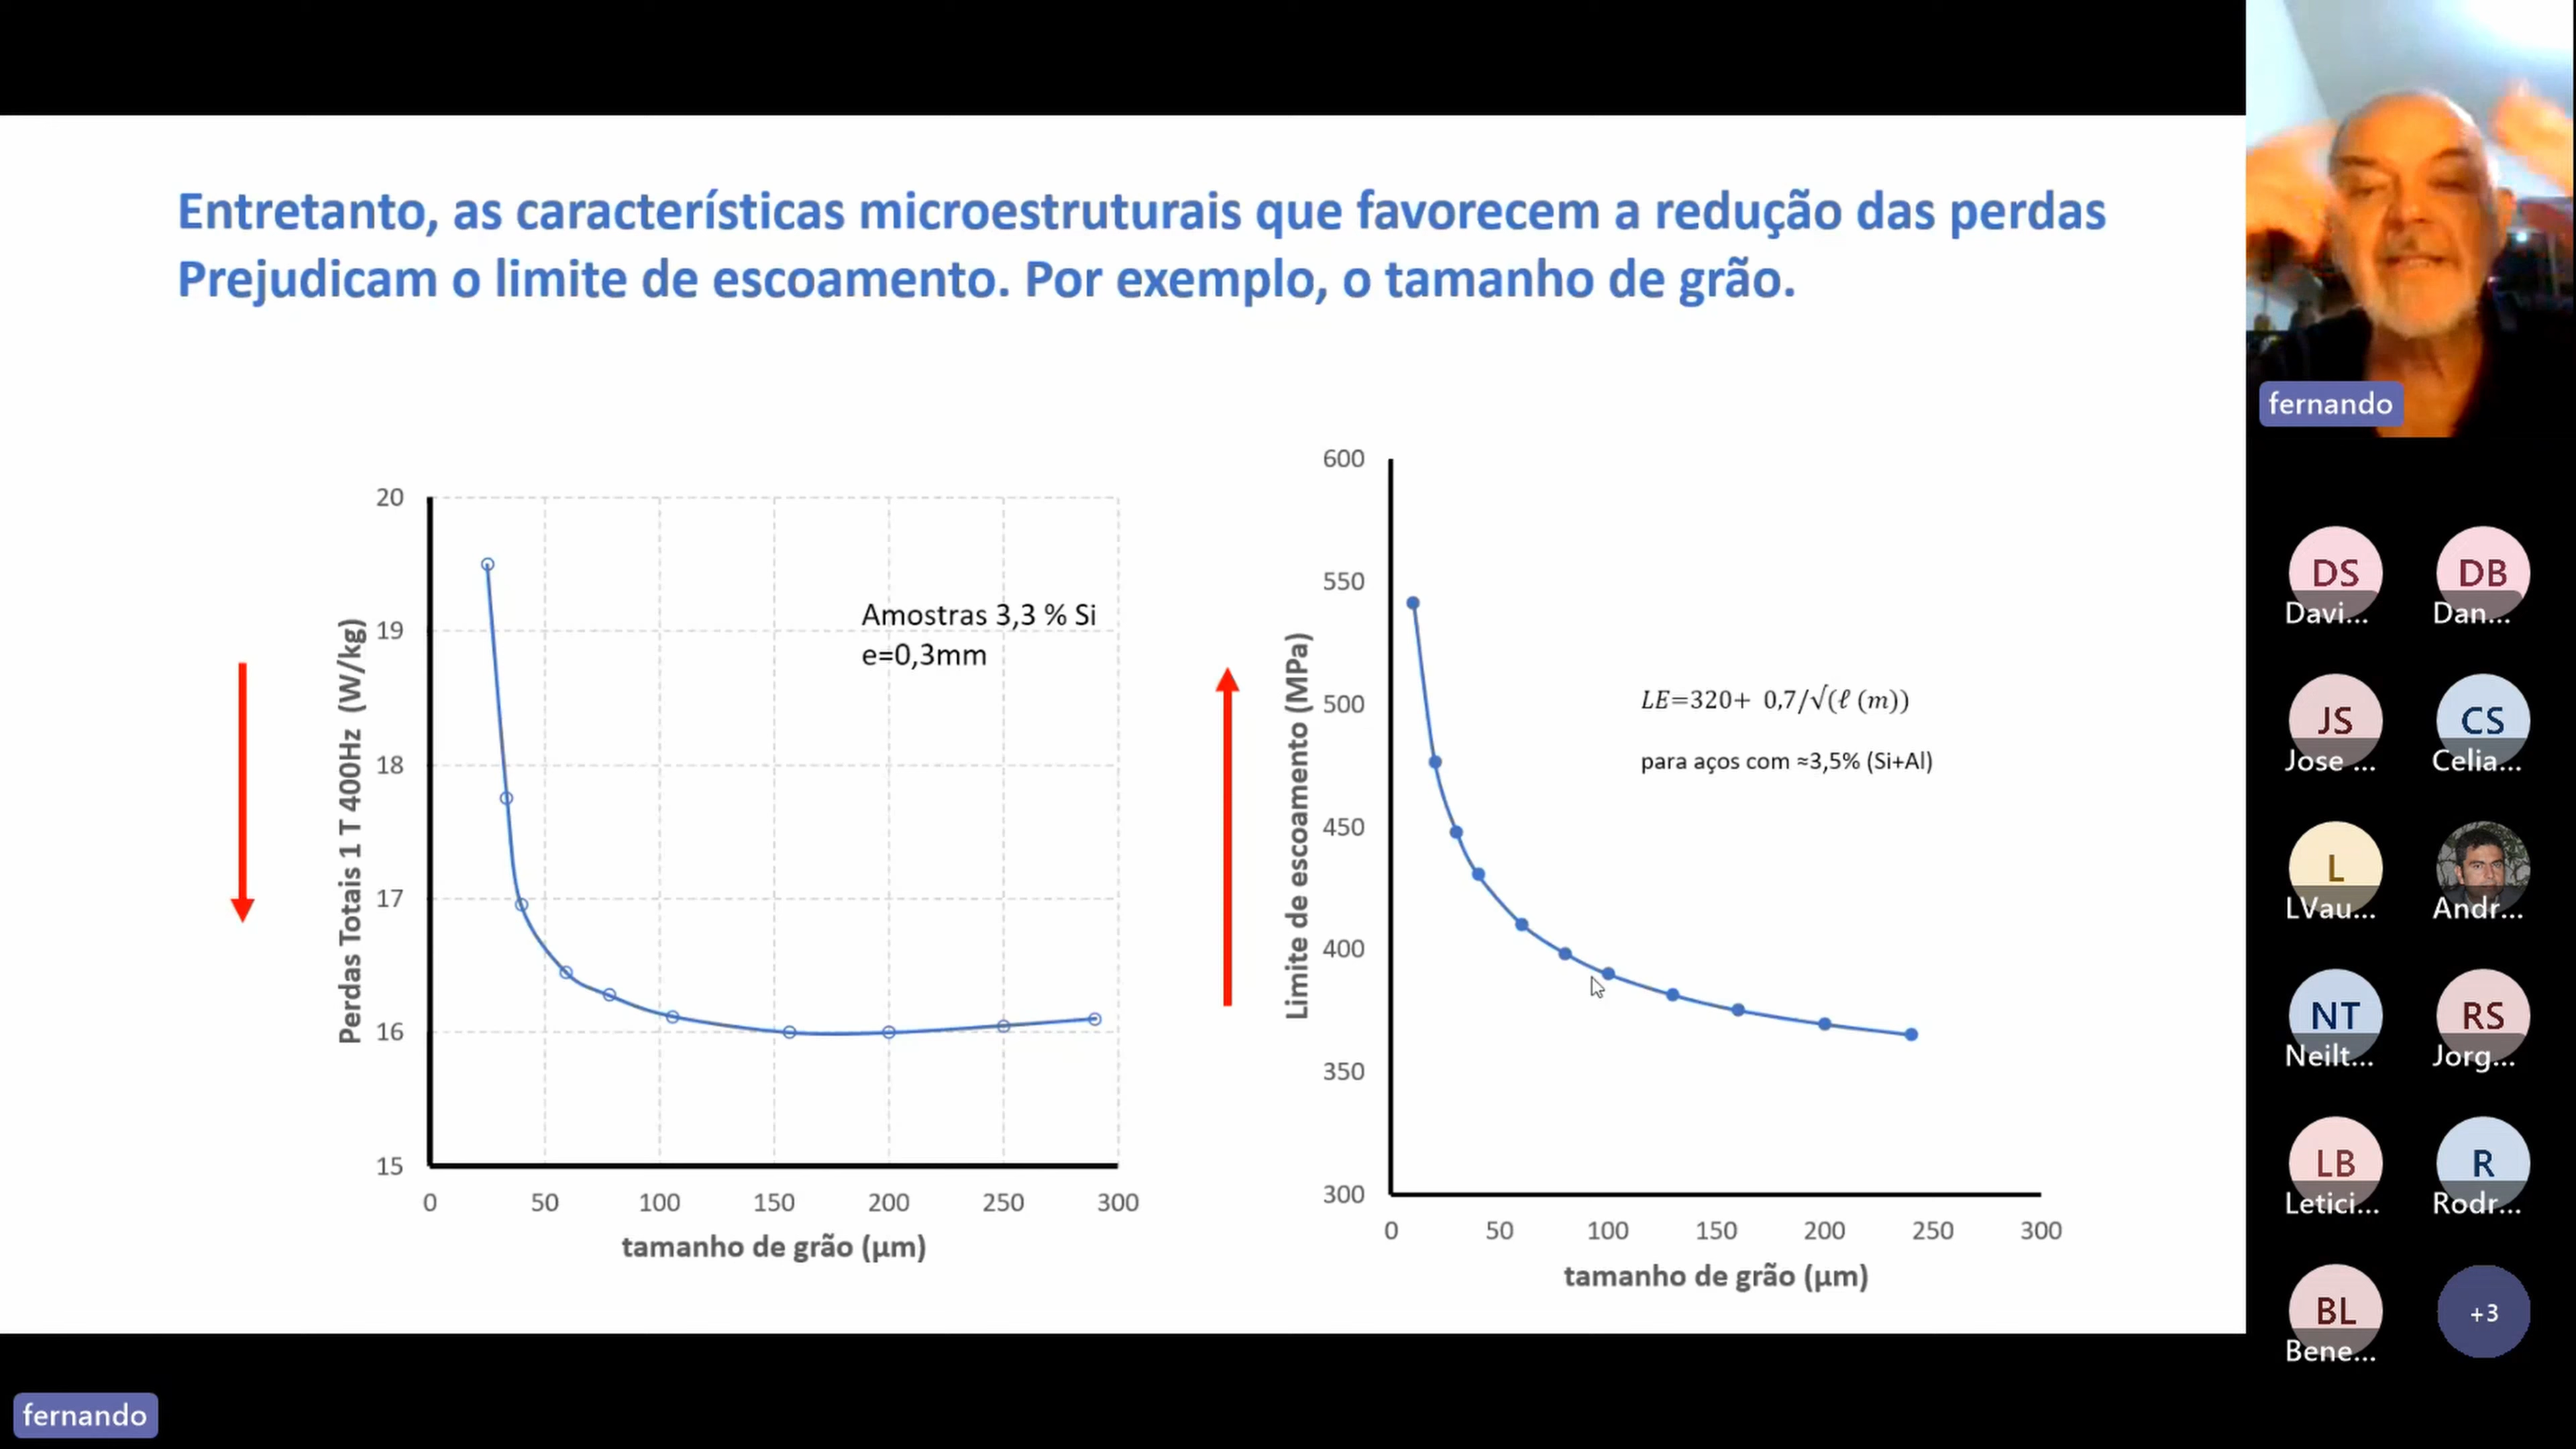 Entretanto, as características microestruturais que favorecem a redução das perdas
Prejudicam o limite de escoamento. Por exemplo, o tamanho de grão.
Perdas Totais 1 T 400Hz (W/kg)
20
19
18
17
16
15
Amostras 3,3 % Si
e=0,3mm
0 50 100 150 200 250 300
tamanho de grão (µm)
Limite de escoamento (MPa)
600
550
500
450
400
350
300
LE=320+ 0,7/√(ℓ (m))
para aços com ≈3,5% (Si+Al)
0 50 100 150 200 250 300
tamanho de grão (µm)
fernando
DS DB
Davi... Dan...
JS CS
Jose ... Celia...
L
LVau... Andr...
NT RS
Neilt... Jorg...
LB R
Letici... Rodr...
BL +3
Bene...
fernando